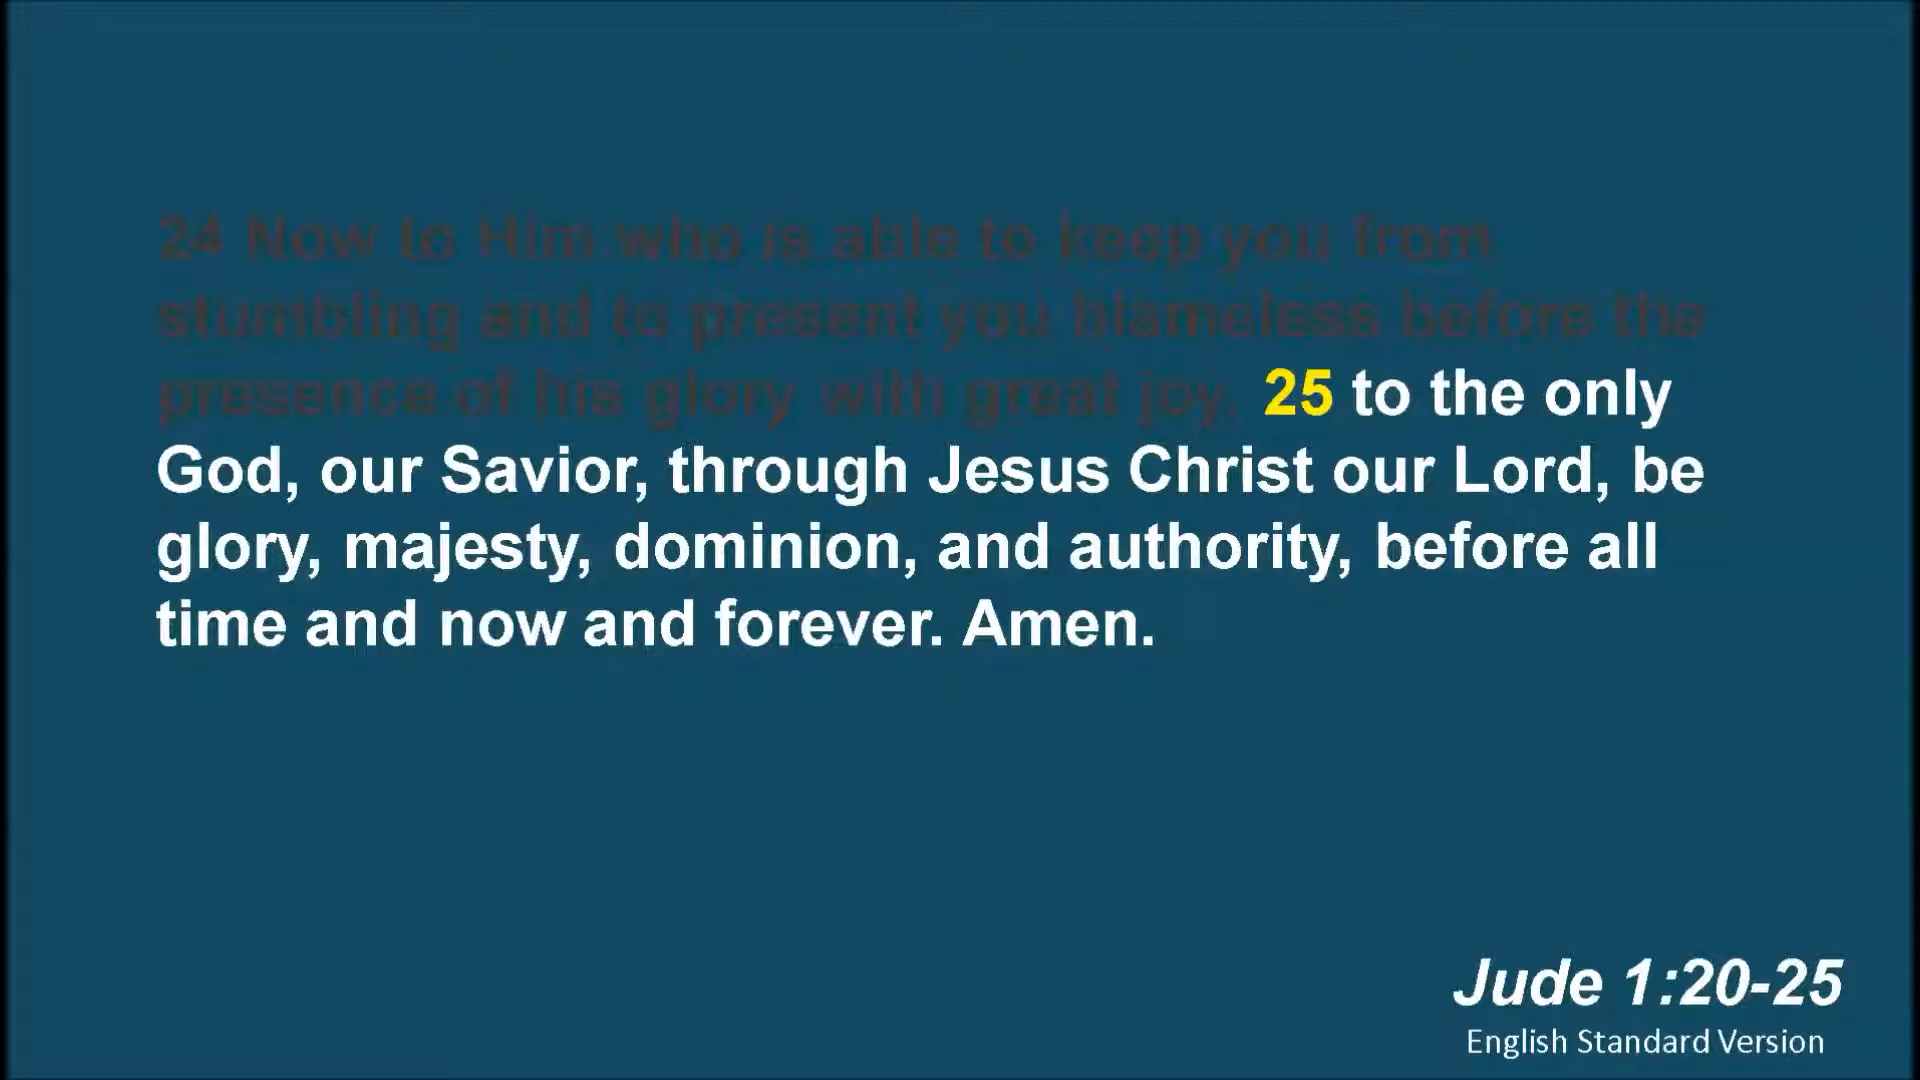 24 Now to Him who is able to keep you from
stumbling and to present you blameless before the
presence of his glory with great joy, 25 to the only
God, our Savior, through Jesus Christ our Lord, be
glory, majesty, dominion, and authority, before all
time and now and forever. Amen.
Jude 1:20-25
English Standard Version